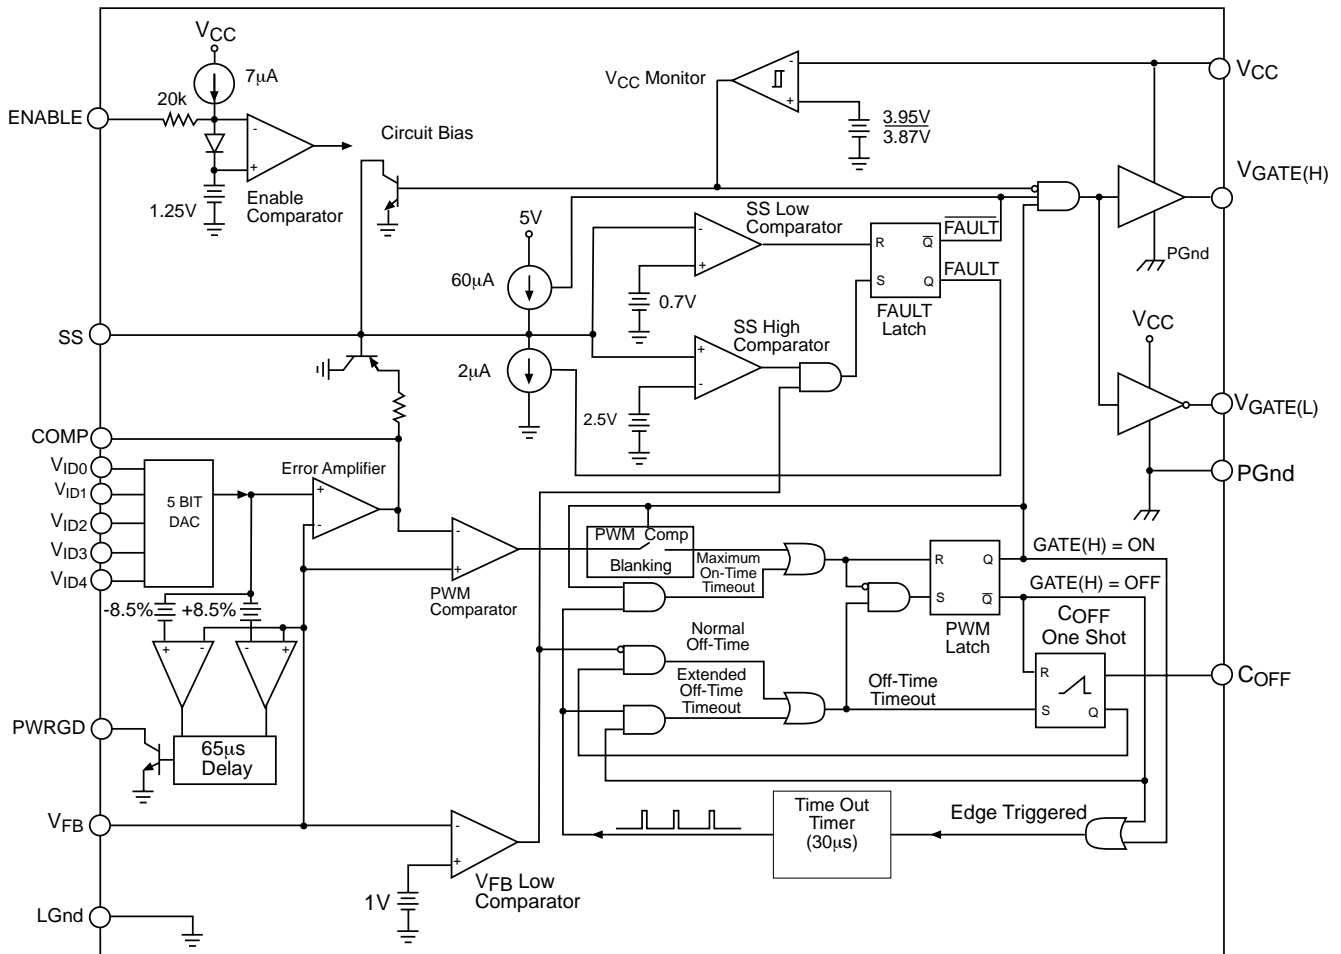 VCC
7μA
20k
ENABLE
-
+
1.25V
Enable
Comparator
Circuit Bias
VCC Monitor
-
+
3.95V
3.87V
VCC
VGATE(H)
PGnd
5V
60μA
SS Low
Comparator
-
+
0.7V
R
Q
FAULT
S
Q
FAULT
FAULT
Latch
SS
2μA
SS High
Comparator
+
-
2.5V
VCC
VGATE(L)
PGnd
COMP
VID0
VID1
VID2
VID3
VID4
5 BIT
DAC
Error Amplifier
+
-
-
+
PWM
Comparator
PWM Comp
Blanking
Maximum
On-Time
Timeout
R
Q
S
Q
PWM
Latch
GATE(H) = ON
GATE(H) = OFF
COFF
One Shot
R
S
Q
COFF
-8.5%
+8.5%
+
-
-
+
Normal
Off-Time
Extended
Off-Time
Timeout
Off-Time
Timeout
PWRGD
65μs
Delay
VFB
-
+
1V
VFB Low
Comparator
Time Out
Timer
(30μs)
Edge Triggered
LGnd